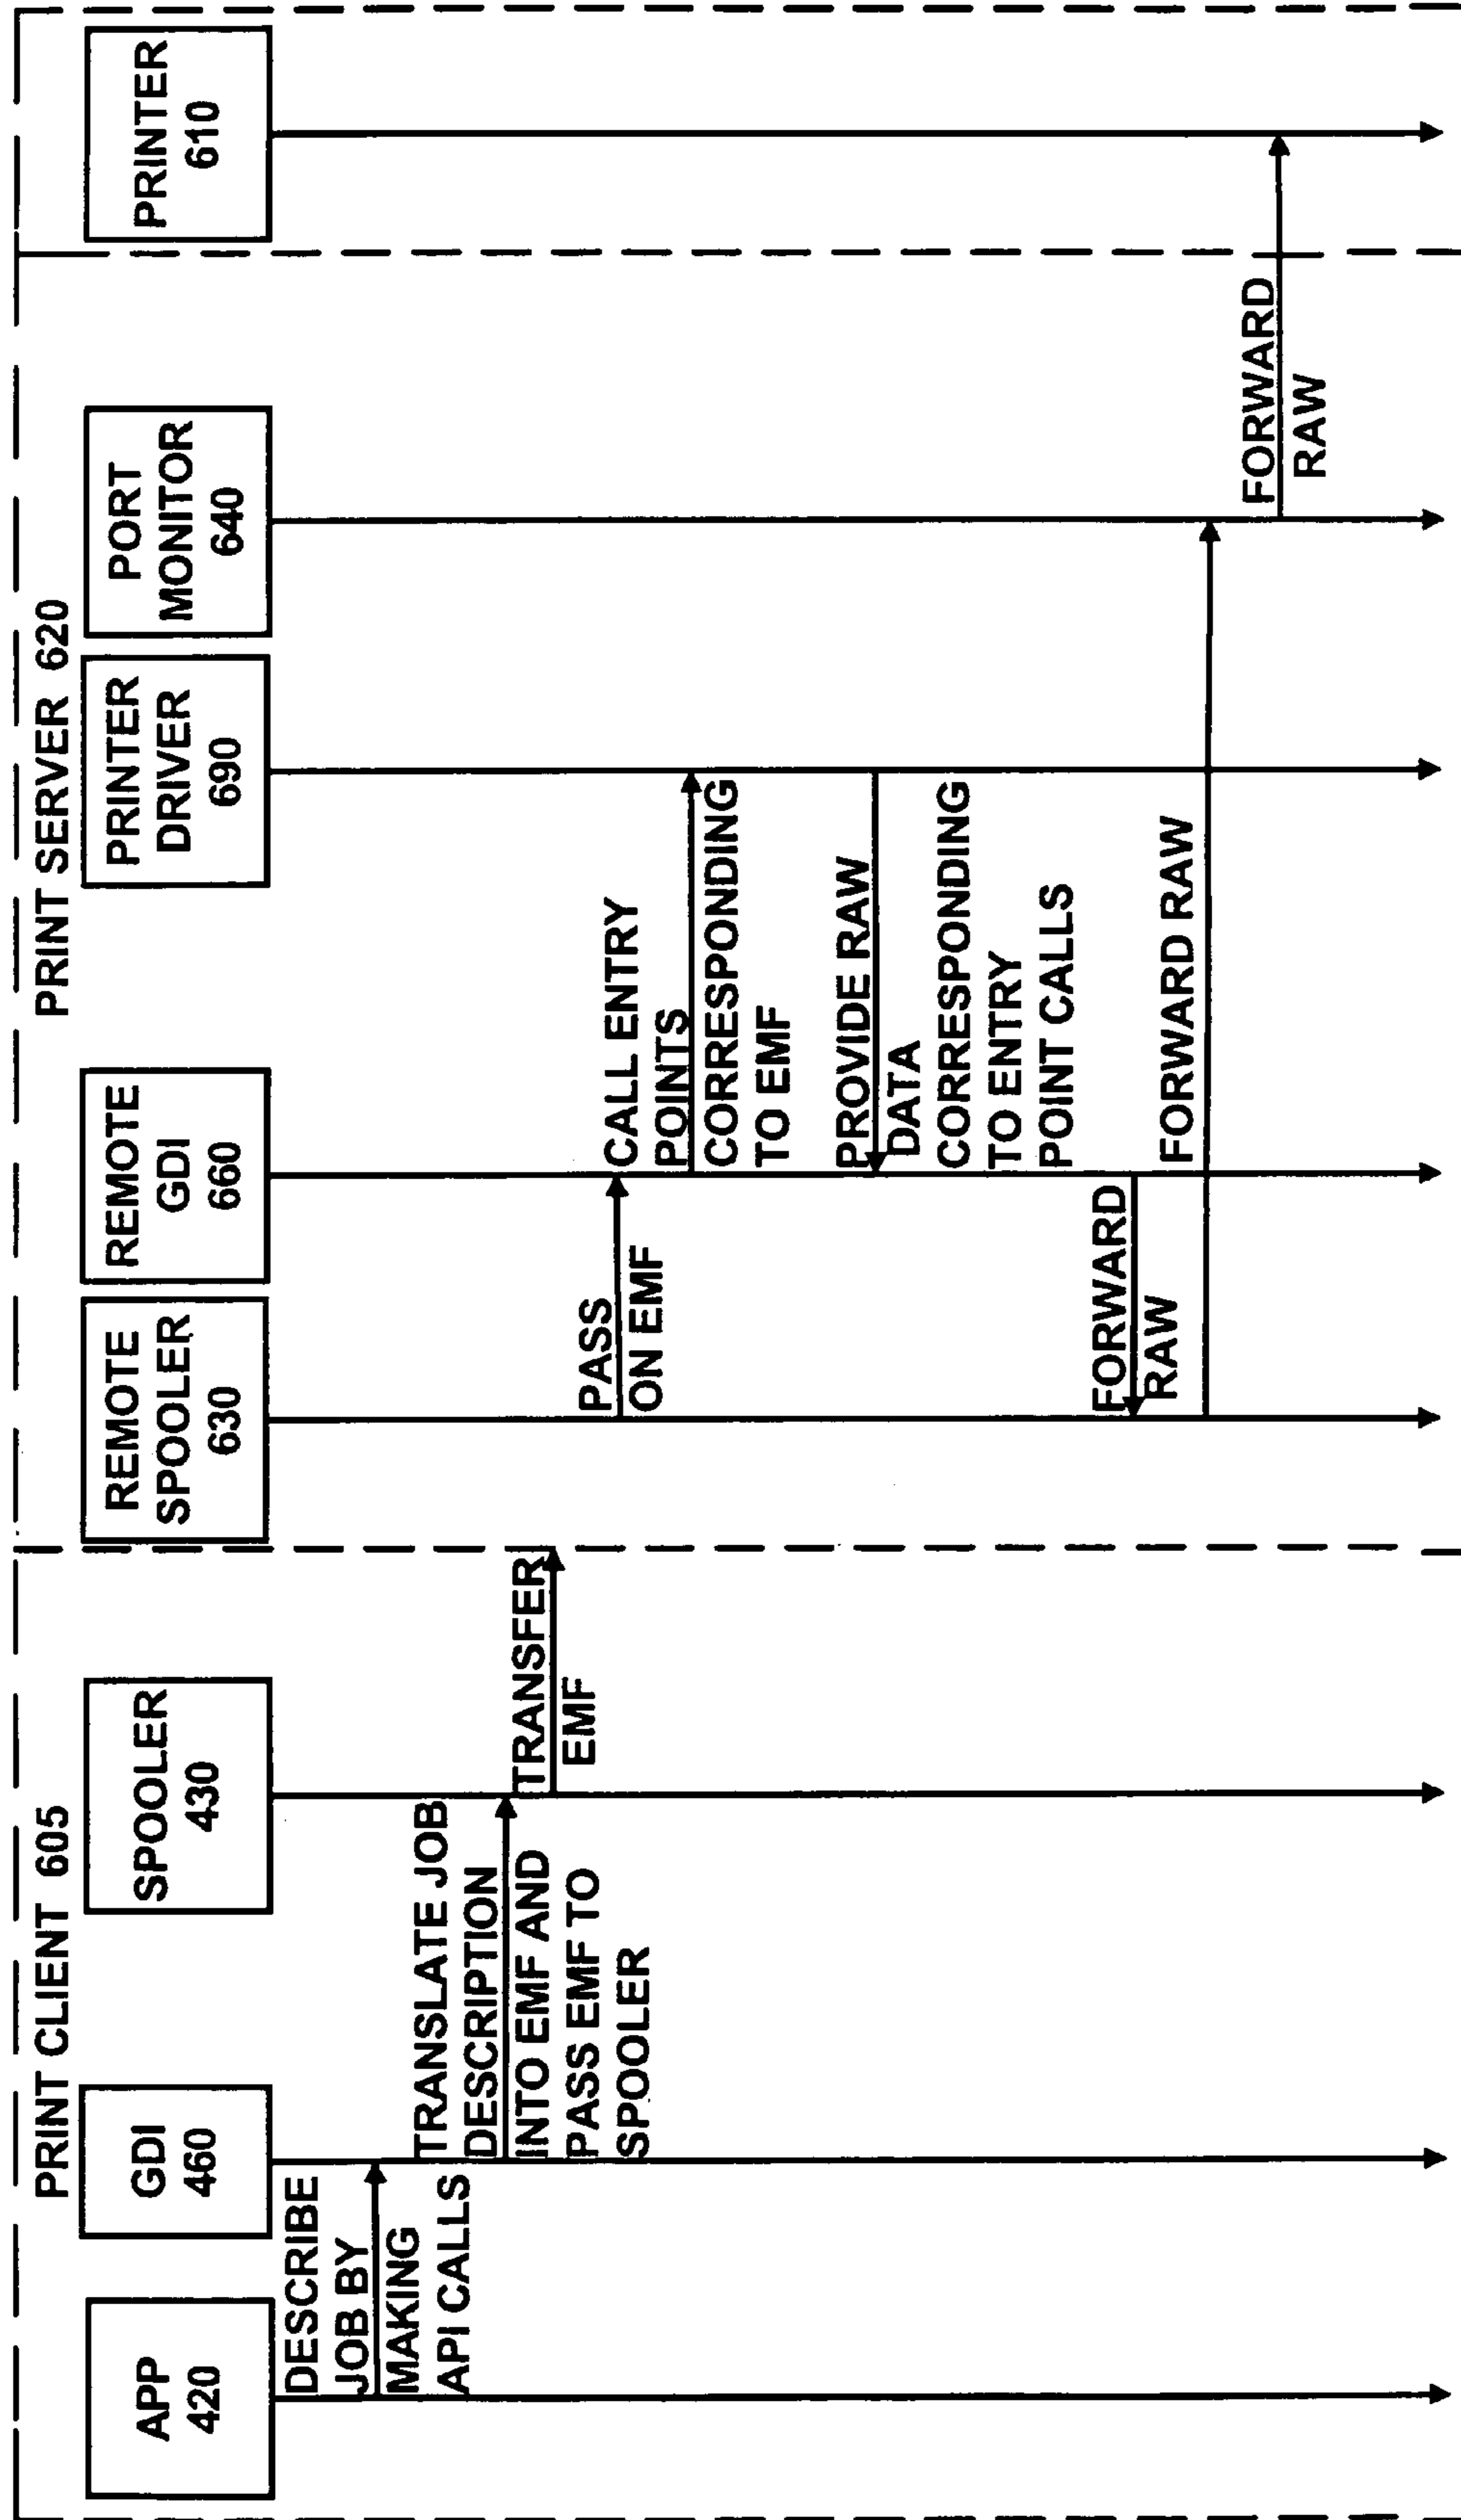 PRINT CLIENT 605
PRINT SERVER 620
APP
420
GDI
460
SPOOLER
430
REMOTE
SPOOLER
630
REMOTE
GDI
660
PRINTER
DRIVER
690
PORT
MONITOR
640
PRINTER
610
DESCRIBE
JOB BY
MAKING
API CALLS
TRANSLATE JOB
DESCRIPTION
INTO EMF AND
PASS EMF TO
SPOOLER
TRANSFER
EMF
PASS
ON EMF
CALL ENTRY
POINTS
CORRESPONDING
TO EMF
PROVIDE RAW
DATA
CORRESPONDING
TO ENTRY
POINT CALLS
FORWARD
RAW
FORWARD RAW
FORWARD
RAW